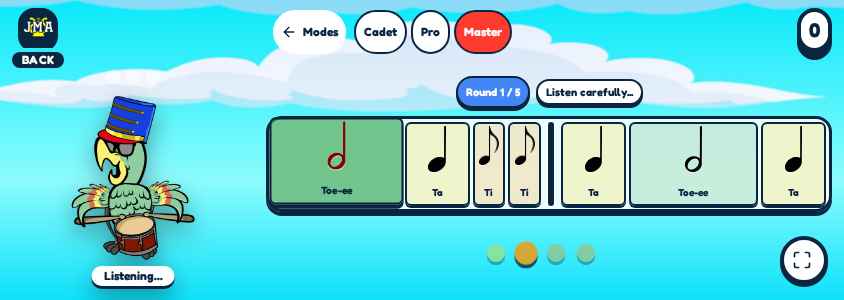 JMA
BACK
← Modes
Cadet
Pro
Master
0
Round 1 / 5
Listen carefully...
Toe-ee
Ta
Ti
Ti
Ta
Toe-ee
Ta
Listening...